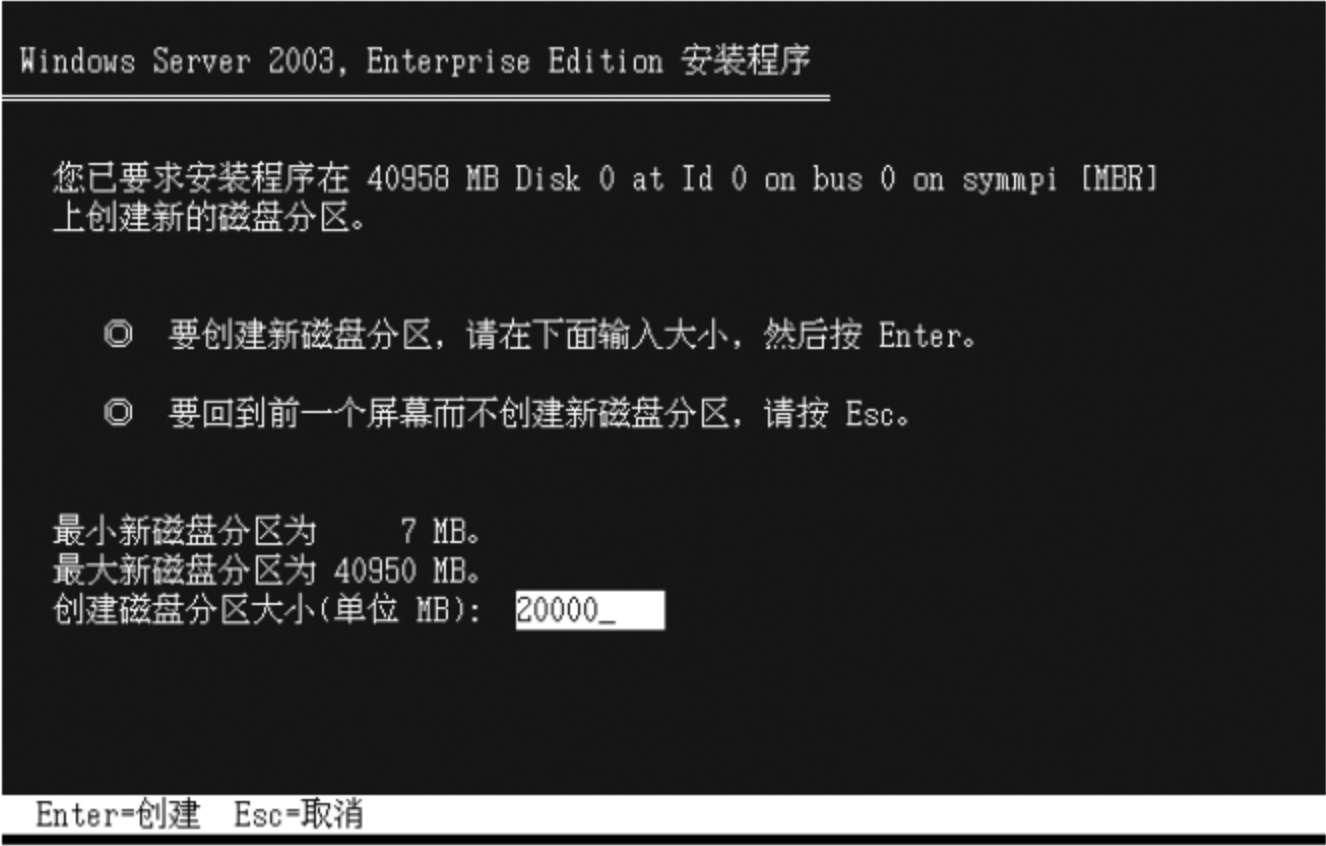 Windows Server 2003, Enterprise Edition 安装程序
您已要求安装程序在 40958 MB Disk 0 at Id 0 on bus 0 on symmpi [MBR]
上创建新的磁盘分区。
◎ 要创建新磁盘分区，请在下面输入大小，然后按 Enter。
◎ 要回到前一个屏幕而不创建新磁盘分区，请按 Esc。
最小新磁盘分区为 7 MB。
最大新磁盘分区为 40950 MB。
创建磁盘分区大小(单位 MB): 20000_
Enter=创建 Esc=取消